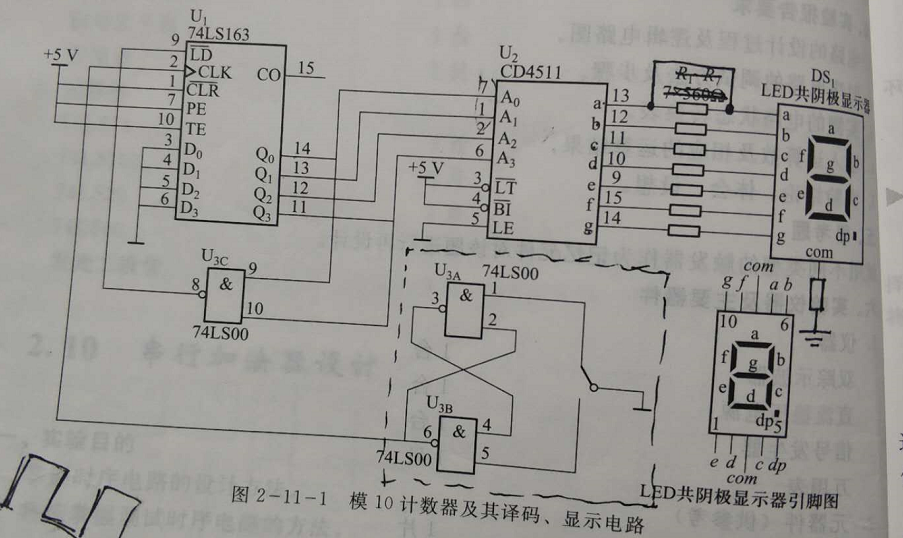 U₁
74LS163
+5 V
9
2
1
7
10
3
4
5
6
LD
CLK
CLR
PE
TE
D₀
D₁
D₂
D₃
CO
15
Q₀
Q₁
Q₂
Q₃
14
13
12
11
U₂
CD4511
7
1
2
6
3
4
5
A₀
A₁
A₂
A₃
LT
BI
LE
+5 V
a
b
c
d
e
f
g
13
12
11
10
9
15
14
R₁-R₇
7×560Ω
DS₁
LED共阴极显示器
a
b
c
d
e
f
g
a
f
b
g
e
c
d
dp
com
U₃C
8
&
9
10
74LS00
U₃A
74LS00
3
&
1
2
U₃B
6
&
4
5
74LS00
com
g f
a b
10
6
a
f
b
g
e
c
d
dp
1
5
e d
c dp
com
LED共阴极显示器引脚图
图 2-11-1 模 10 计数器及其译码、显示电路